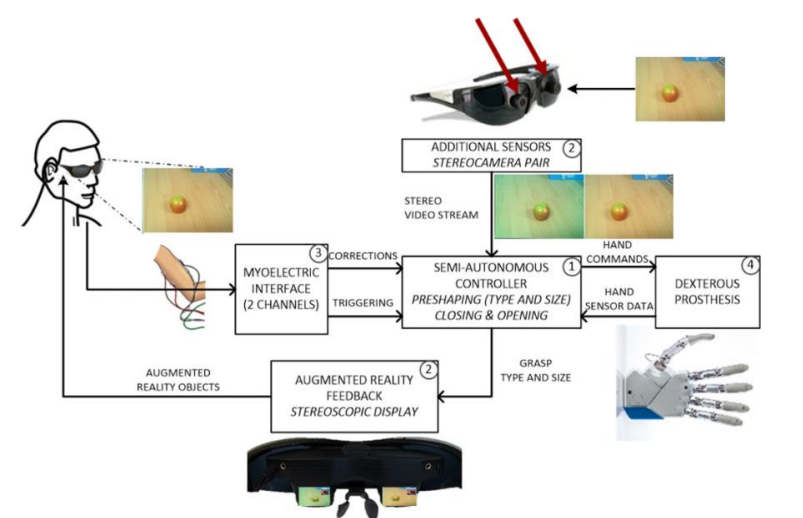 ADDITIONAL SENSORS 2
STEREOCAMERA PAIR
STEREO
VIDEO STREAM
3
MYOELECTRIC
INTERFACE
(2 CHANNELS)
CORRECTIONS
TRIGGERING
SEMI-AUTONOMOUS
CONTROLLER 1
PRESHAPING (TYPE AND SIZE)
CLOSING & OPENING
HAND
COMMANDS
HAND
SENSOR DATA
4
DEXTEROUS
PROSTHESIS
GRASP
TYPE AND SIZE
AUGMENTED
REALITY OBJECTS
AUGMENTED REALITY 2
FEEDBACK
STEREOSCOPIC DISPLAY